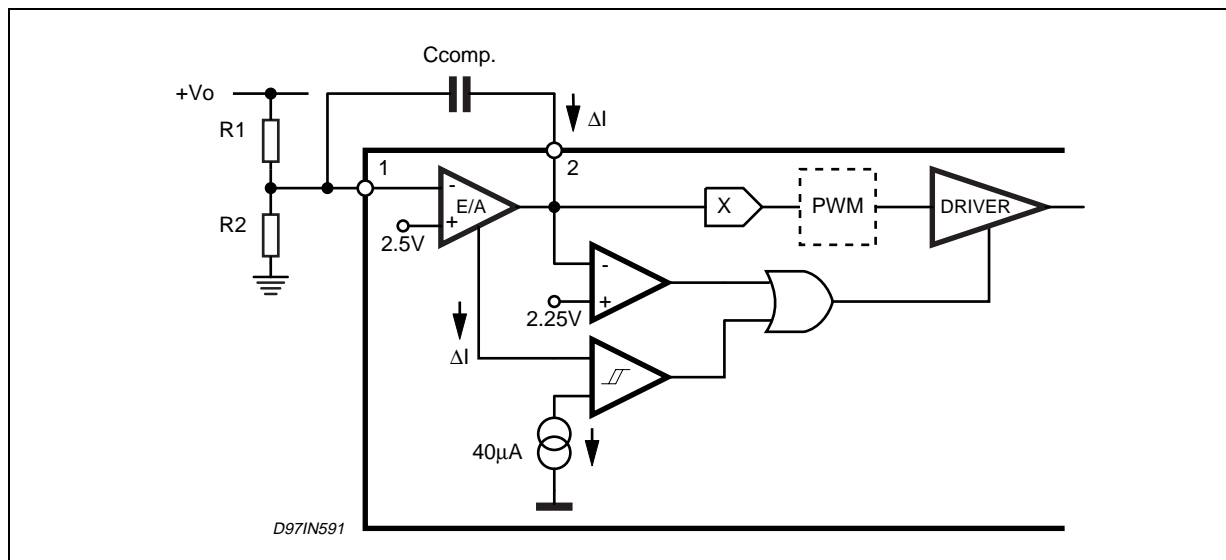 Ccomp.
+Vo
ΔI
R1
1
2
E/A
-
+
X
PWM
DRIVER
R2
2.5V
-
+
2.25V
ΔI
40µA
D97IN591